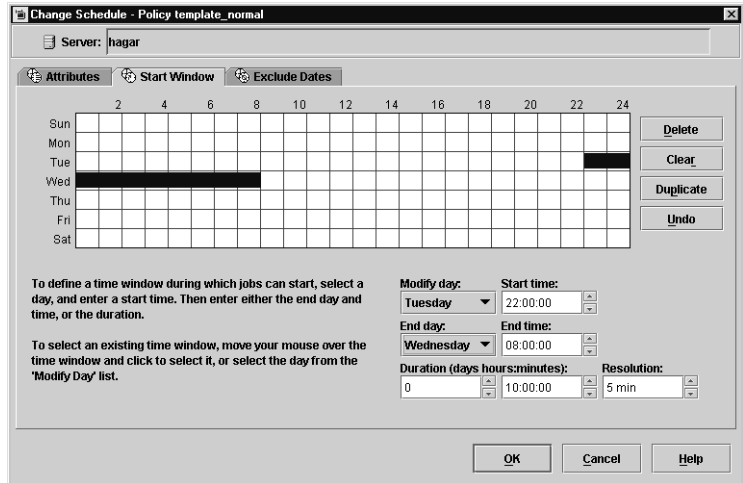 Change Schedule - Policy template_normal
Server: hagar
Attributes Start Window Exclude Dates
2 4 6 8 10 12 14 16 18 20 22 24
Sun
Mon
Tue
Wed
Thu
Fri
Sat
Delete
Clear
Duplicate
Undo
To define a time window during which jobs can start, select a
day, and enter a start time. Then enter either the end day and
time, or the duration.
To select an existing time window, move your mouse over the
time window and click to select it, or select the day from the
'Modify Day' list.
Modify day: Start time:
Tuesday 22:00:00
End day: End time:
Wednesday 08:00:00
Duration (days hours:minutes): Resolution:
0 10:00:00 5 min
OK Cancel Help